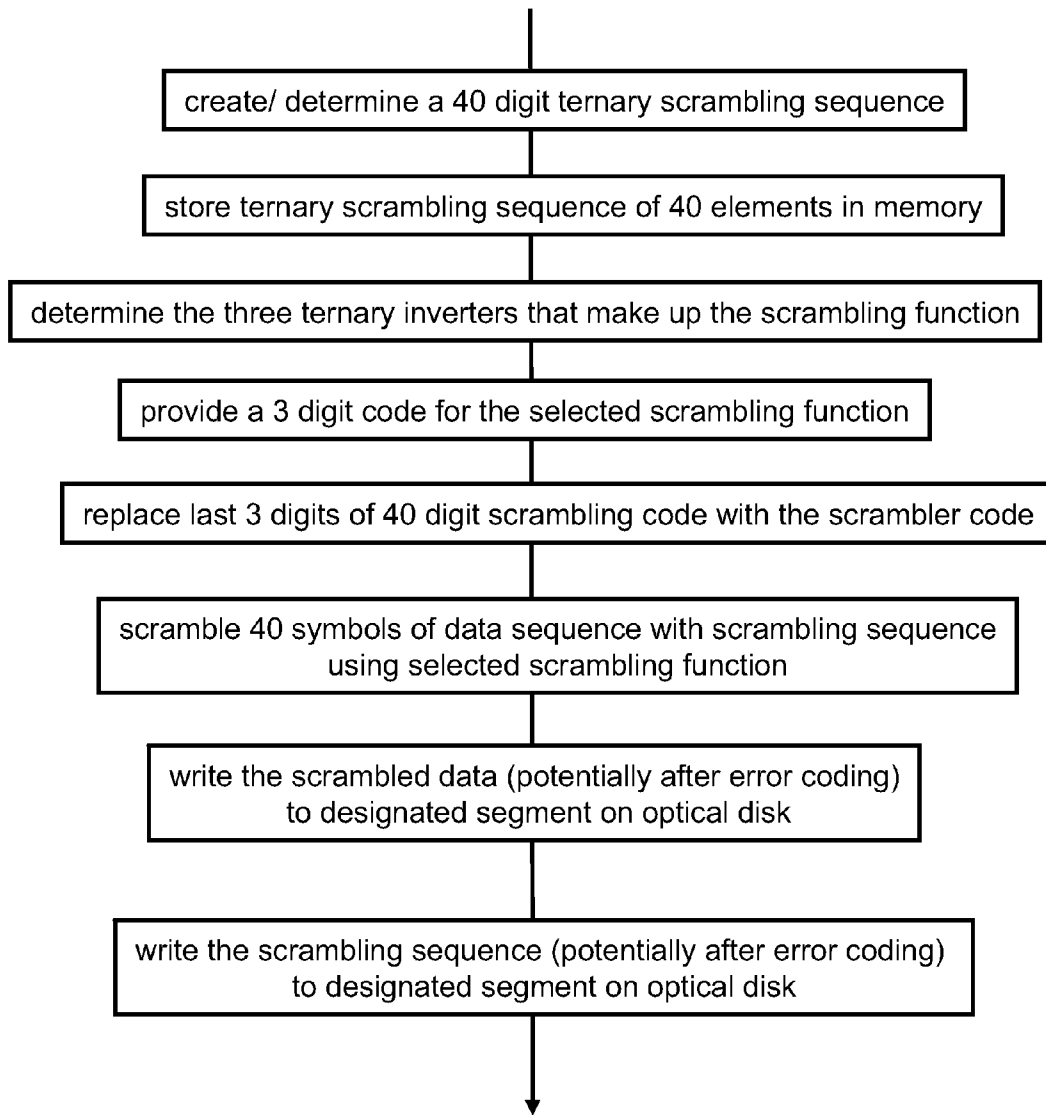 create/ determine a 40 digit ternary scrambling sequence
store ternary scrambling sequence of 40 elements in memory
determine the three ternary inverters that make up the scrambling function
provide a 3 digit code for the selected scrambling function
replace last 3 digits of 40 digit scrambling code with the scrambler code
scramble 40 symbols of data sequence with scrambling sequence
using selected scrambling function
write the scrambled data (potentially after error coding)
to designated segment on optical disk
write the scrambling sequence (potentially after error coding)
to designated segment on optical disk